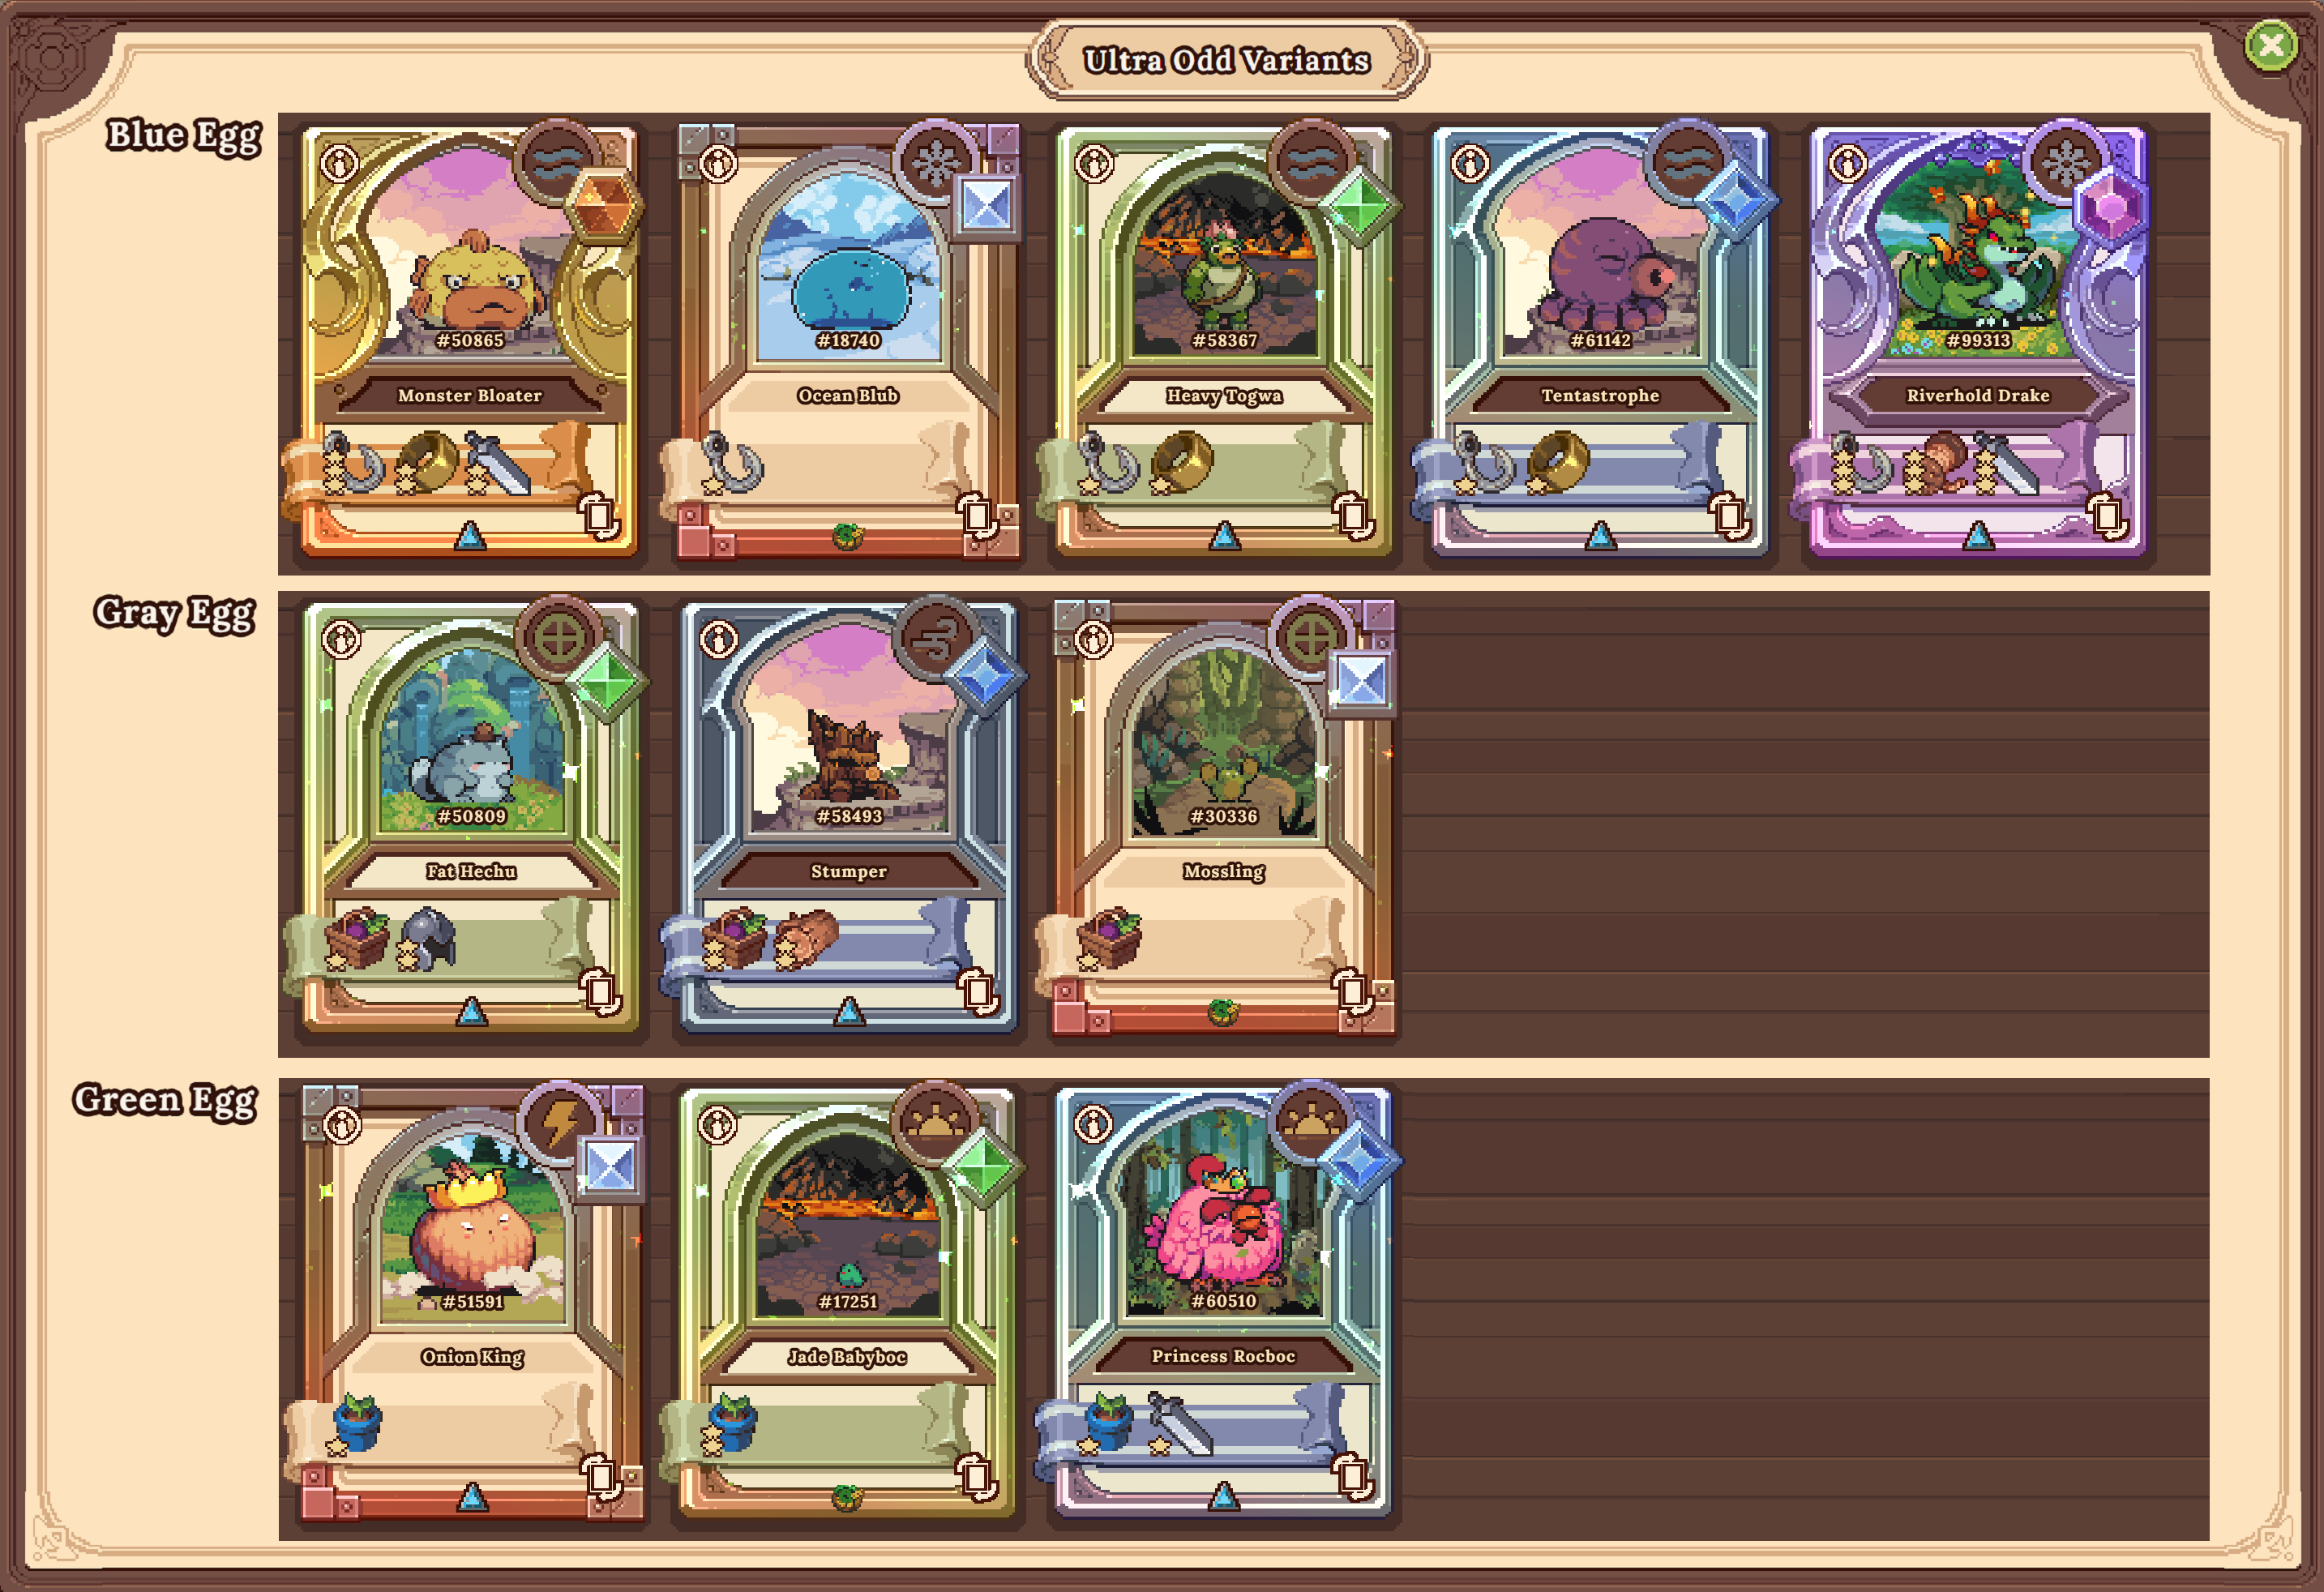 Ultra Odd Variants
Blue Egg
#50865
Monster Bloater
#18740
Ocean Blub
#58367
Heavy Togwa
#61142
Tentastrophe
#99313
Riverhold Drake
Gray Egg
#50809
Fat Hechu
#58493
Stumper
#30336
Mossling
Green Egg
#51591
Onion King
#17251
Jade Babyboc
#60510
Princess Rocboc